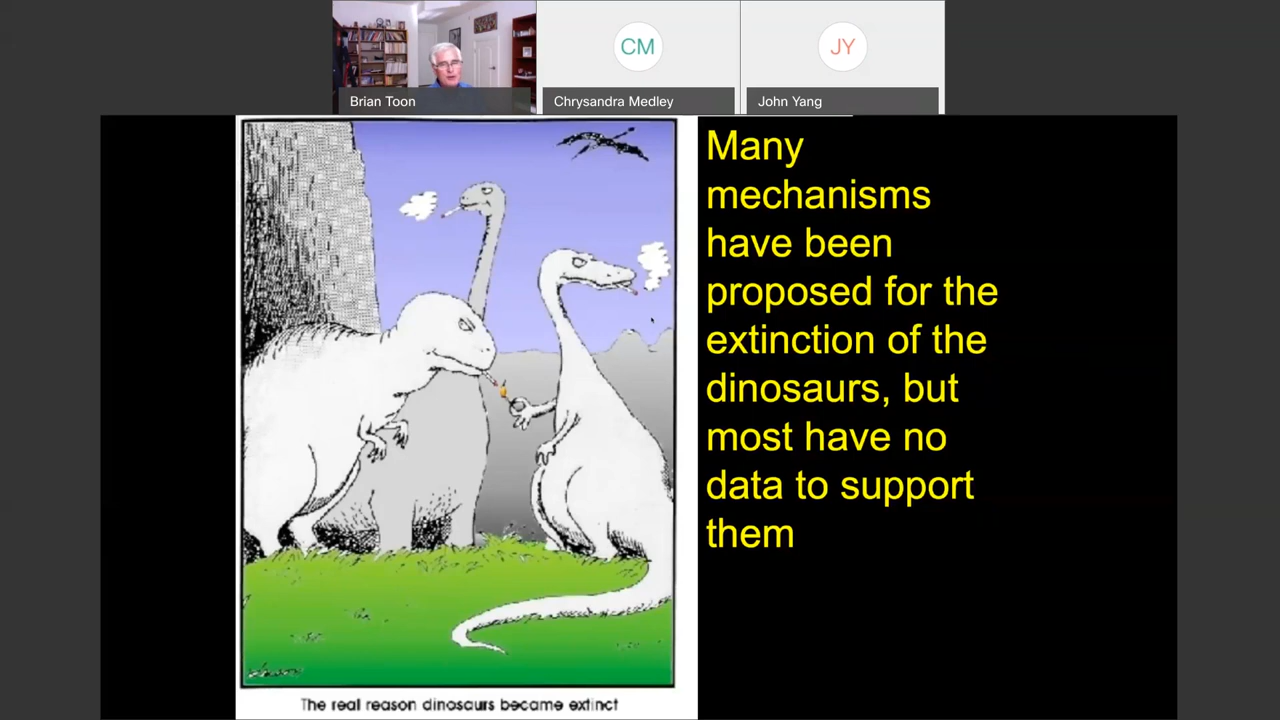 Brian Toon
CM
Chrysandra Medley
JY
John Yang
Many
mechanisms
have been
proposed for the
extinction of the
dinosaurs, but
most have no
data to support
them
The real reason dinosaurs became extinct